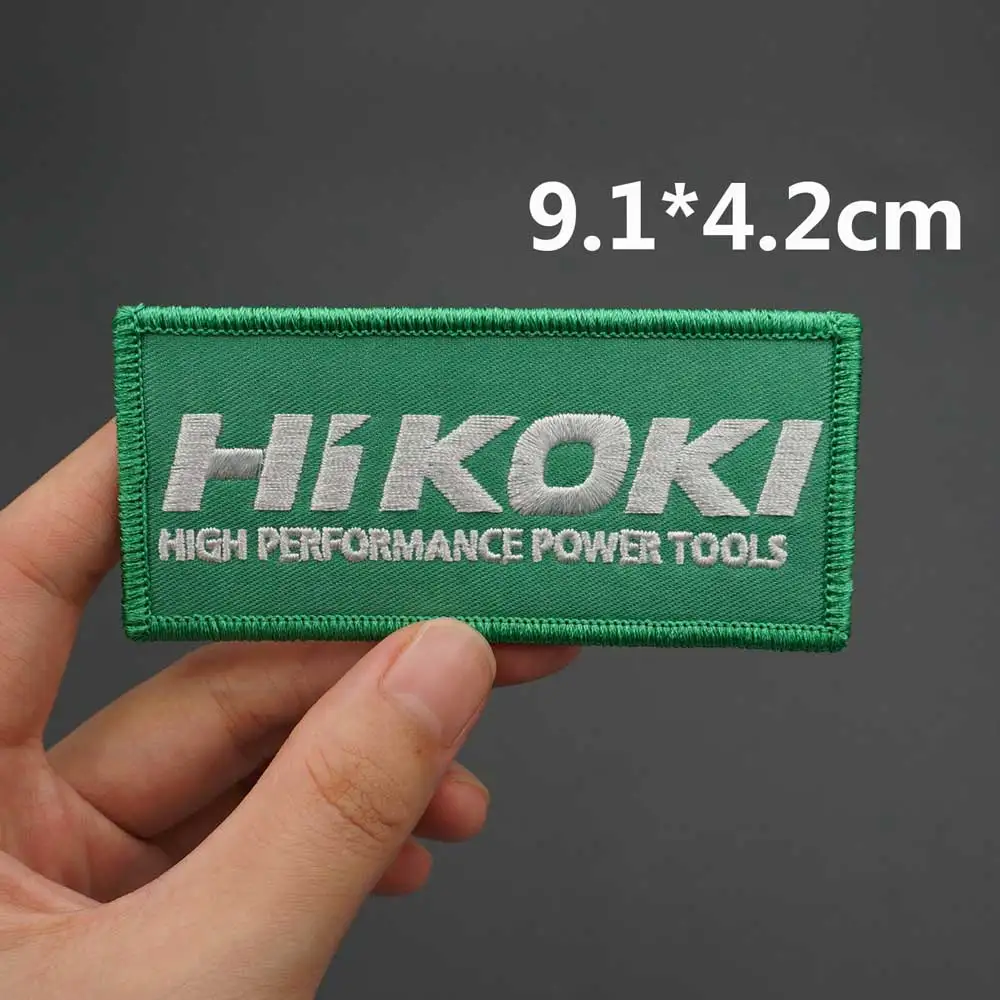 9.1*4.2cm
HiKOKI
HIGH PERFORMANCE POWER TOOLS